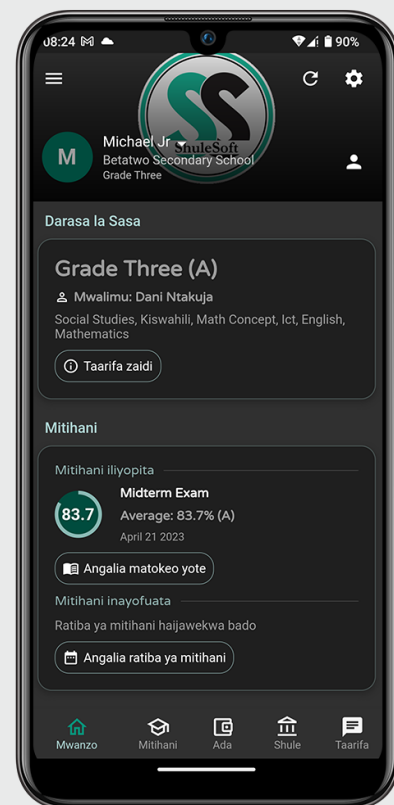 08:24
90%
ShuleSoft
M
Michael Jr
Betatwo Secondary School
Grade Three
Darasa la Sasa
Grade Three (A)
Mwalimu: Dani Ntakuja
Social Studies, Kiswahili, Math Concept, Ict, English,
Mathematics
Taarifa zaidi
Mitihani
Mitihani iliyopita
83.7
Midterm Exam
Average: 83.7% (A)
April 21 2023
Angalia matokeo yote
Mitihani inayofuata
Ratiba ya mitihani haijawekwa bado
Angalia ratiba ya mitihani
Mwanzo
Mitihani
Ada
Shule
Taarifa